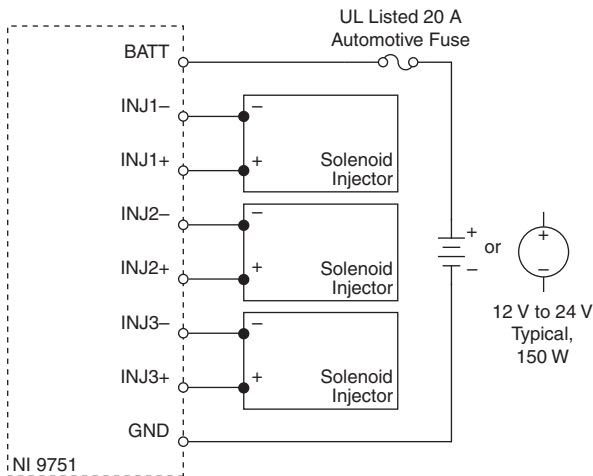 UL Listed 20 A
Automotive Fuse
BATT
INJ1–
–
INJ1+
+
Solenoid
Injector
INJ2–
–
INJ2+
+
Solenoid
Injector
INJ3–
–
INJ3+
+
Solenoid
Injector
GND
NI 9751
+
–
or
+
–
12 V to 24 V
Typical,
150 W